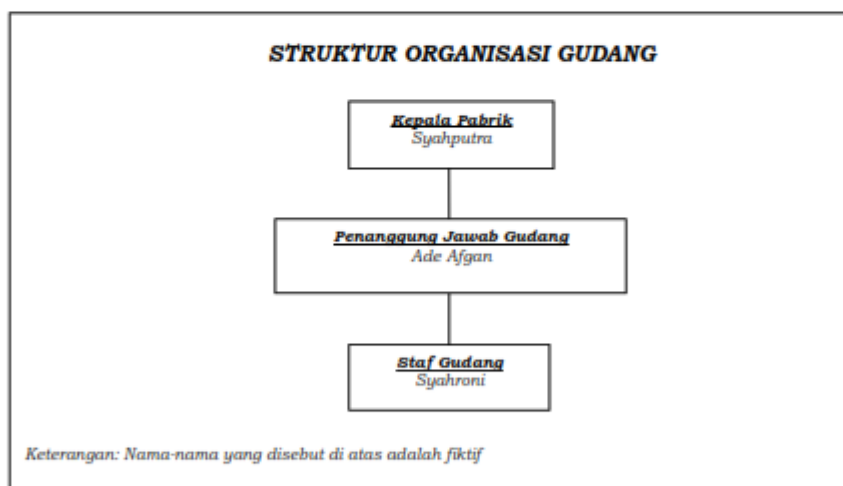 STRUKTUR ORGANISASI GUDANG
Kepala Pabrik
Syahputra
Penanggung Jawab Gudang
Ade Afgan
Staf Gudang
Syahroni
Keterangan: Nama-nama yang disebut di atas adalah fiktif